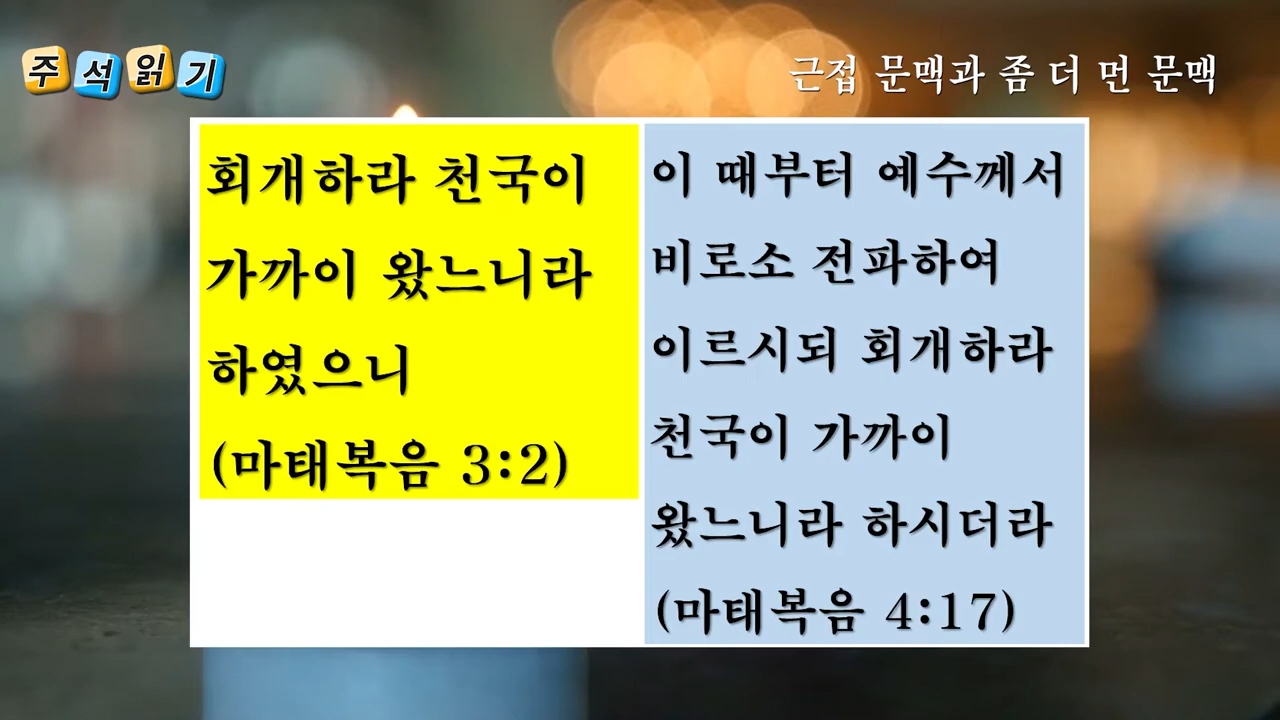 주석읽기
근접 문맥과 좀 더 먼 문맥
회개하라 천국이
가까이 왔느니라
하였으니
(마태복음 3:2)
이 때부터 예수께서
비로소 전파하여
이르시되 회개하라
천국이 가까이
왔느니라 하시더라
(마태복음 4:17)